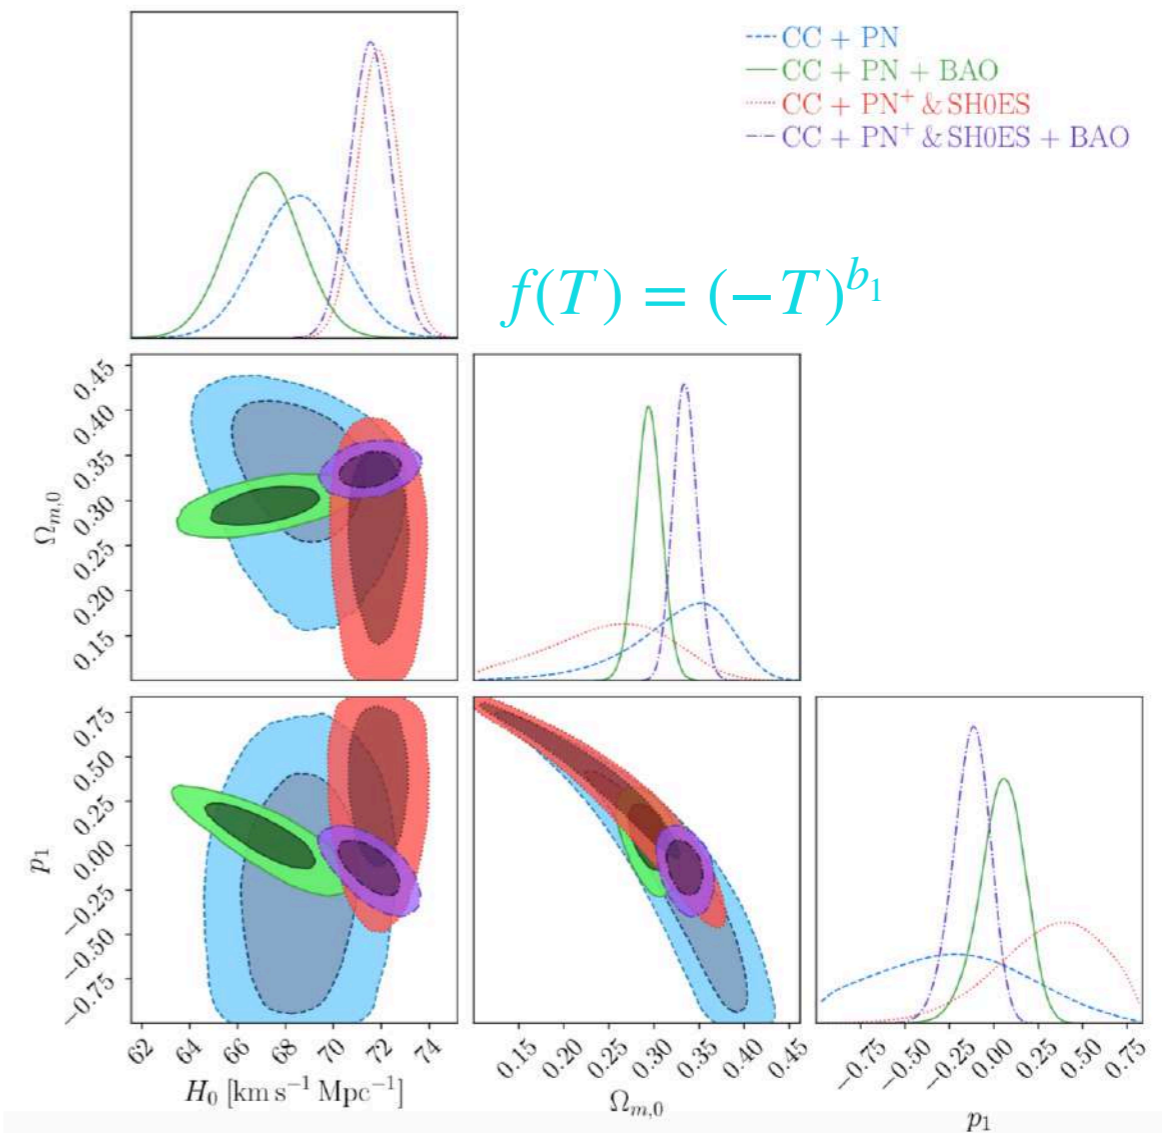 CC + PN
CC + PN + BAO
CC + PN⁺ & SH0ES
CC + PN⁺ & SH0ES + BAO
f(T) = (−T)^{b₁}
0.45
0.40
0.35
0.30
0.25
0.20
0.15
Ω_{m,0}
0.75
0.50
0.25
0.00
−0.25
−0.50
−0.75
p₁
62 64 66 68 70 72 74
H₀ [km s⁻¹ Mpc⁻¹]
0.15 0.20 0.25 0.30 0.35 0.40 0.45
Ω_{m,0}
−0.75 −0.50 −0.25 0.00 0.25 0.50 0.75
p₁